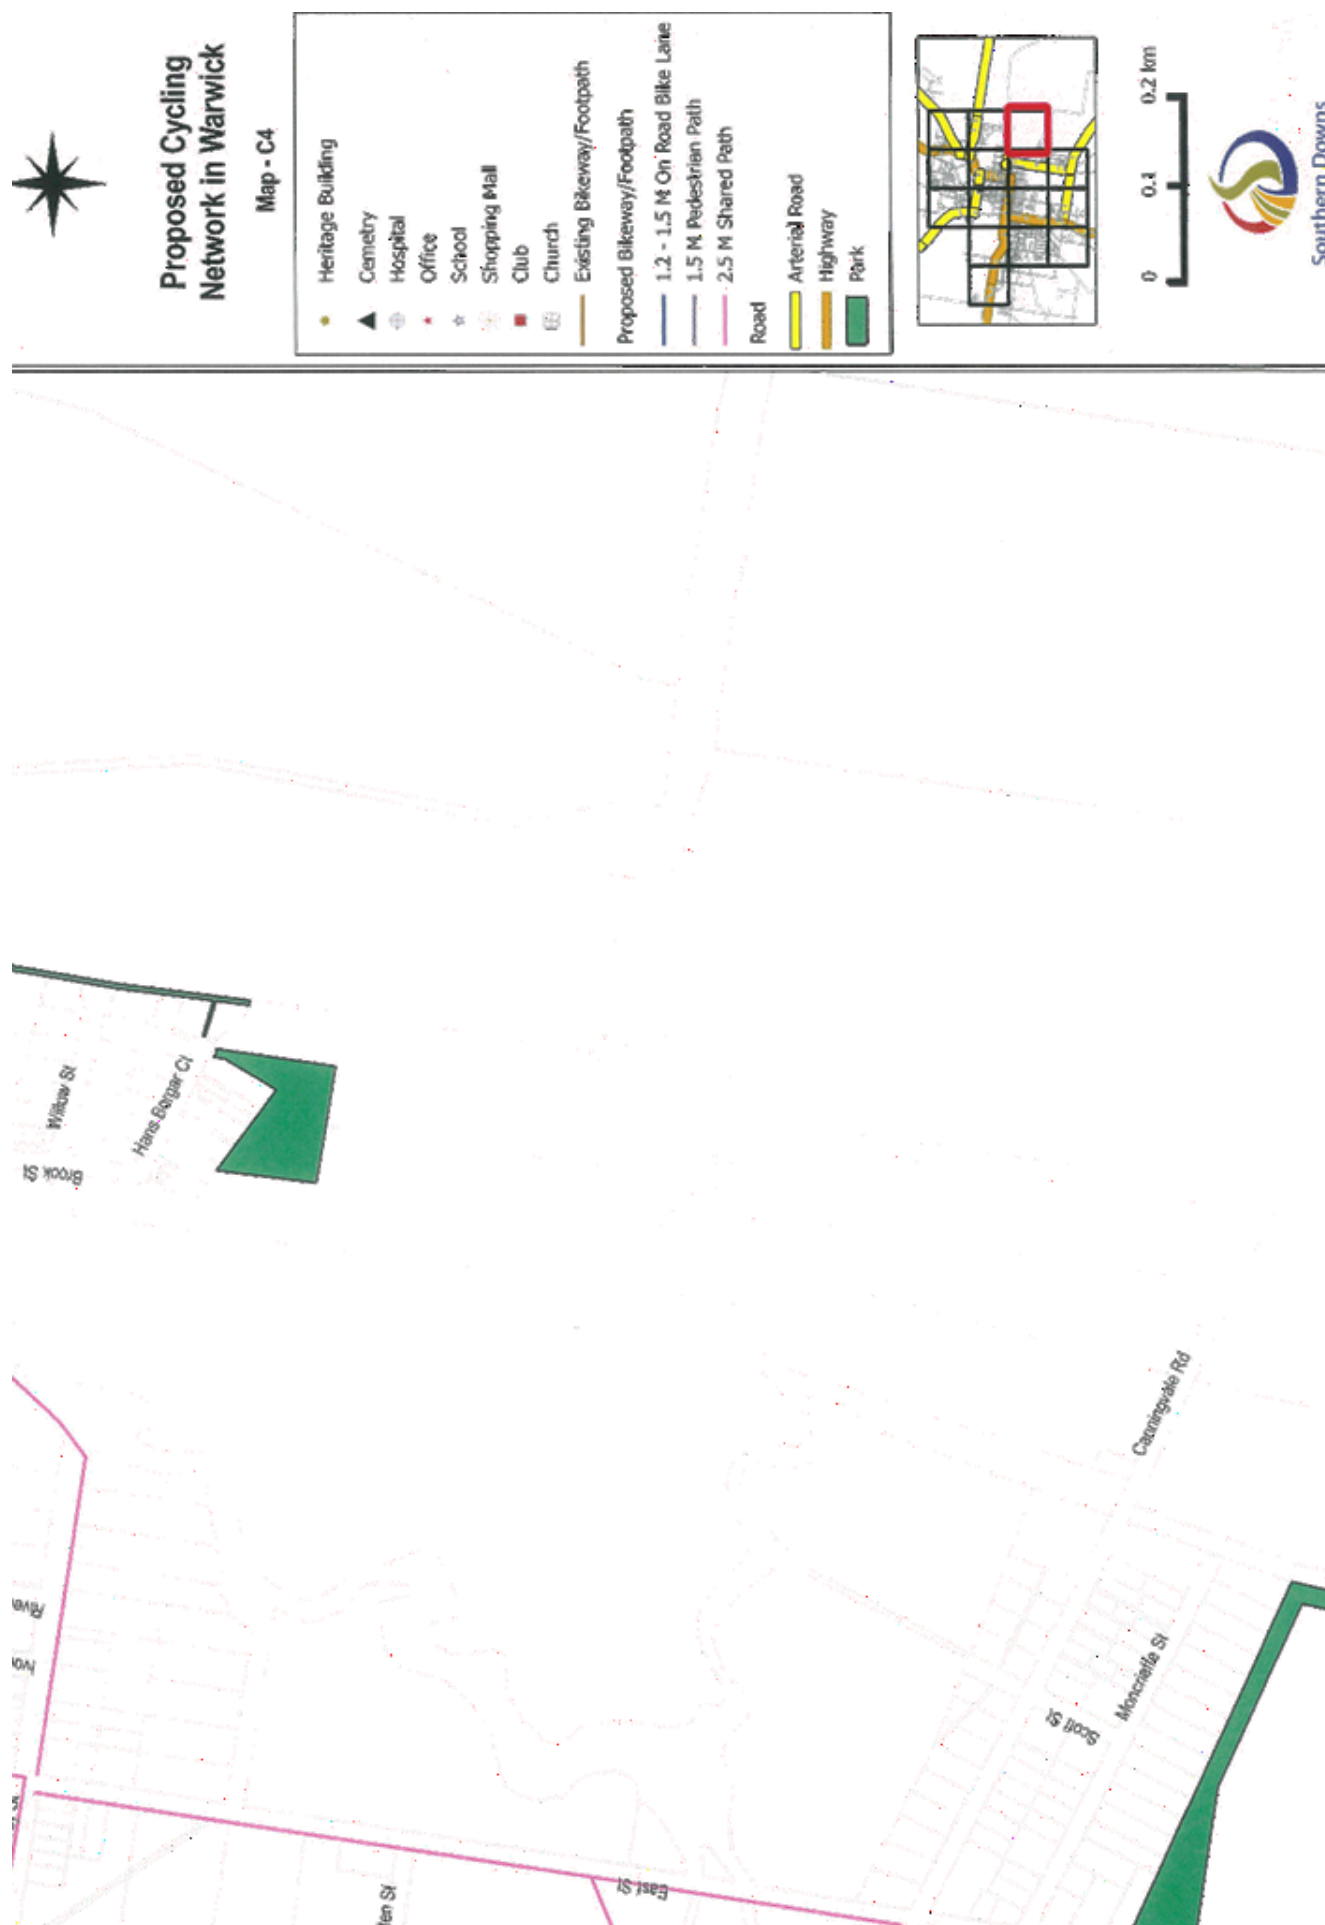 Proposed Cycling
Network in Warwick
Map - C4
Heritage Building
Cemetry
Hospital
Office
School
Shopping Mall
Club
Church
Existing Bikeway/Footpath
Proposed Bikeway/Footpath
1.2 - 1.5 M On Road Bike Lane
1.5 M Pedestrian Path
2.5 M Shared Path
Road
Arterial Road
Highway
Park
0 0.1 0.2 km
Southern Downs
Willow St
Hans Bergar Ct
Brook St
Canningvale Rd
Scott St
Moncrieffe St
East St